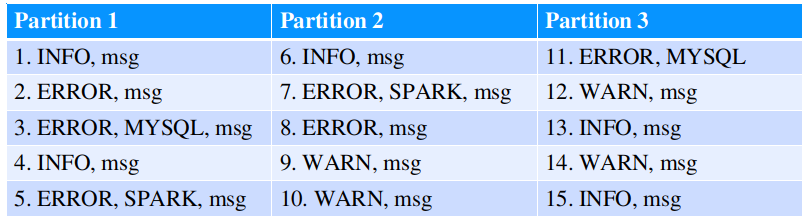 Partition 1 Partition 2 Partition 3
1. INFO, msg 6. INFO, msg 11. ERROR, MYSQL
2. ERROR, msg 7. ERROR, SPARK, msg 12. WARN, msg
3. ERROR, MYSQL, msg 8. ERROR, msg 13. INFO, msg
4. INFO, msg 9. WARN, msg 14. WARN, msg
5. ERROR, SPARK, msg 10. WARN, msg 15. INFO, msg